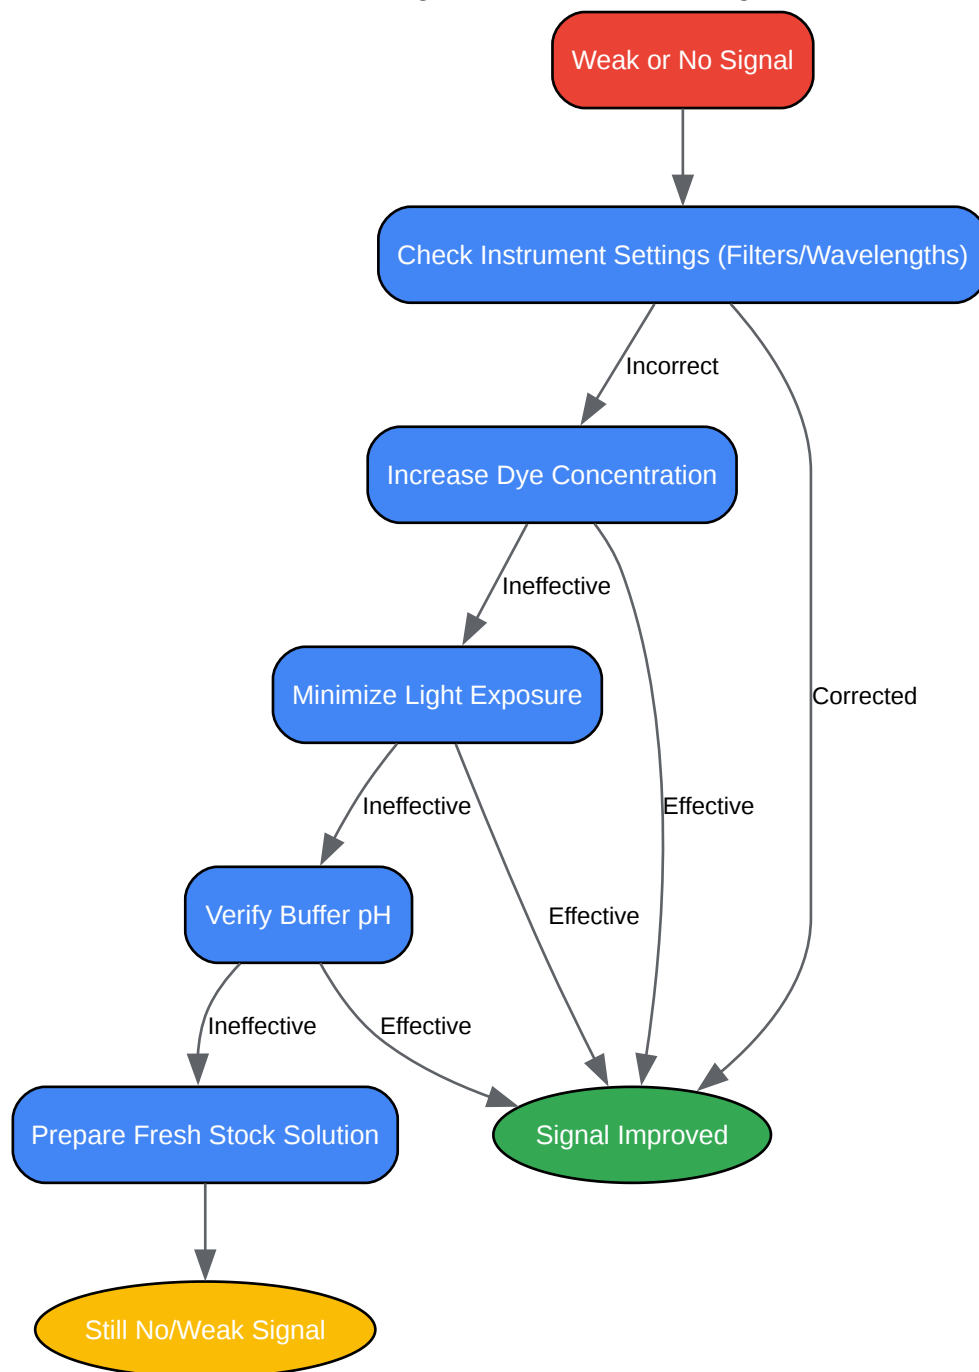 Weak or No Signal
Check Instrument Settings (Filters/Wavelengths)
Incorrect
Increase Dye Concentration
Ineffective
Minimize Light Exposure
Corrected
Ineffective
Effective
Verify Buffer pH
Effective
Ineffective
Effective
Prepare Fresh Stock Solution
Signal Improved
Still No/Weak Signal